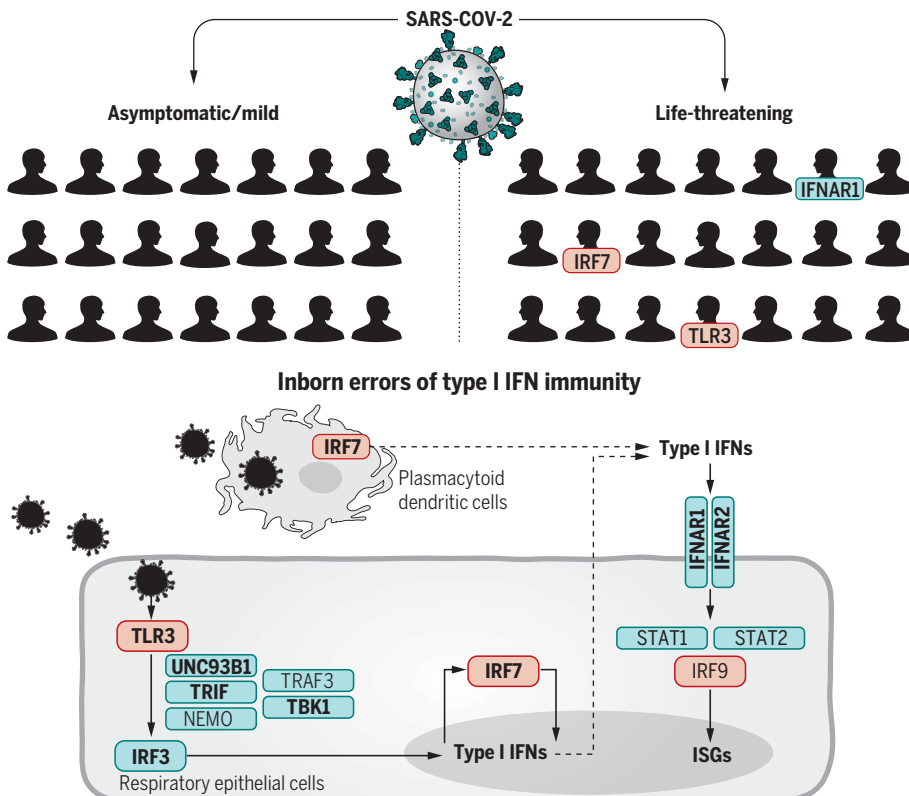 SARS-COV-2
Asymptomatic/mild
Life-threatening
IFNAR1
IRF7
TLR3
Inborn errors of type I IFN immunity
IRF7
Plasmacytoid
dendritic cells
Type I IFNs
IFNAR1
IFNAR2
TLR3
UNC93B1
TRIF
NEMO
TRAF3
TBK1
IRF3
Respiratory epithelial cells
IRF7
Type I IFNs
STAT1
STAT2
IRF9
ISGs